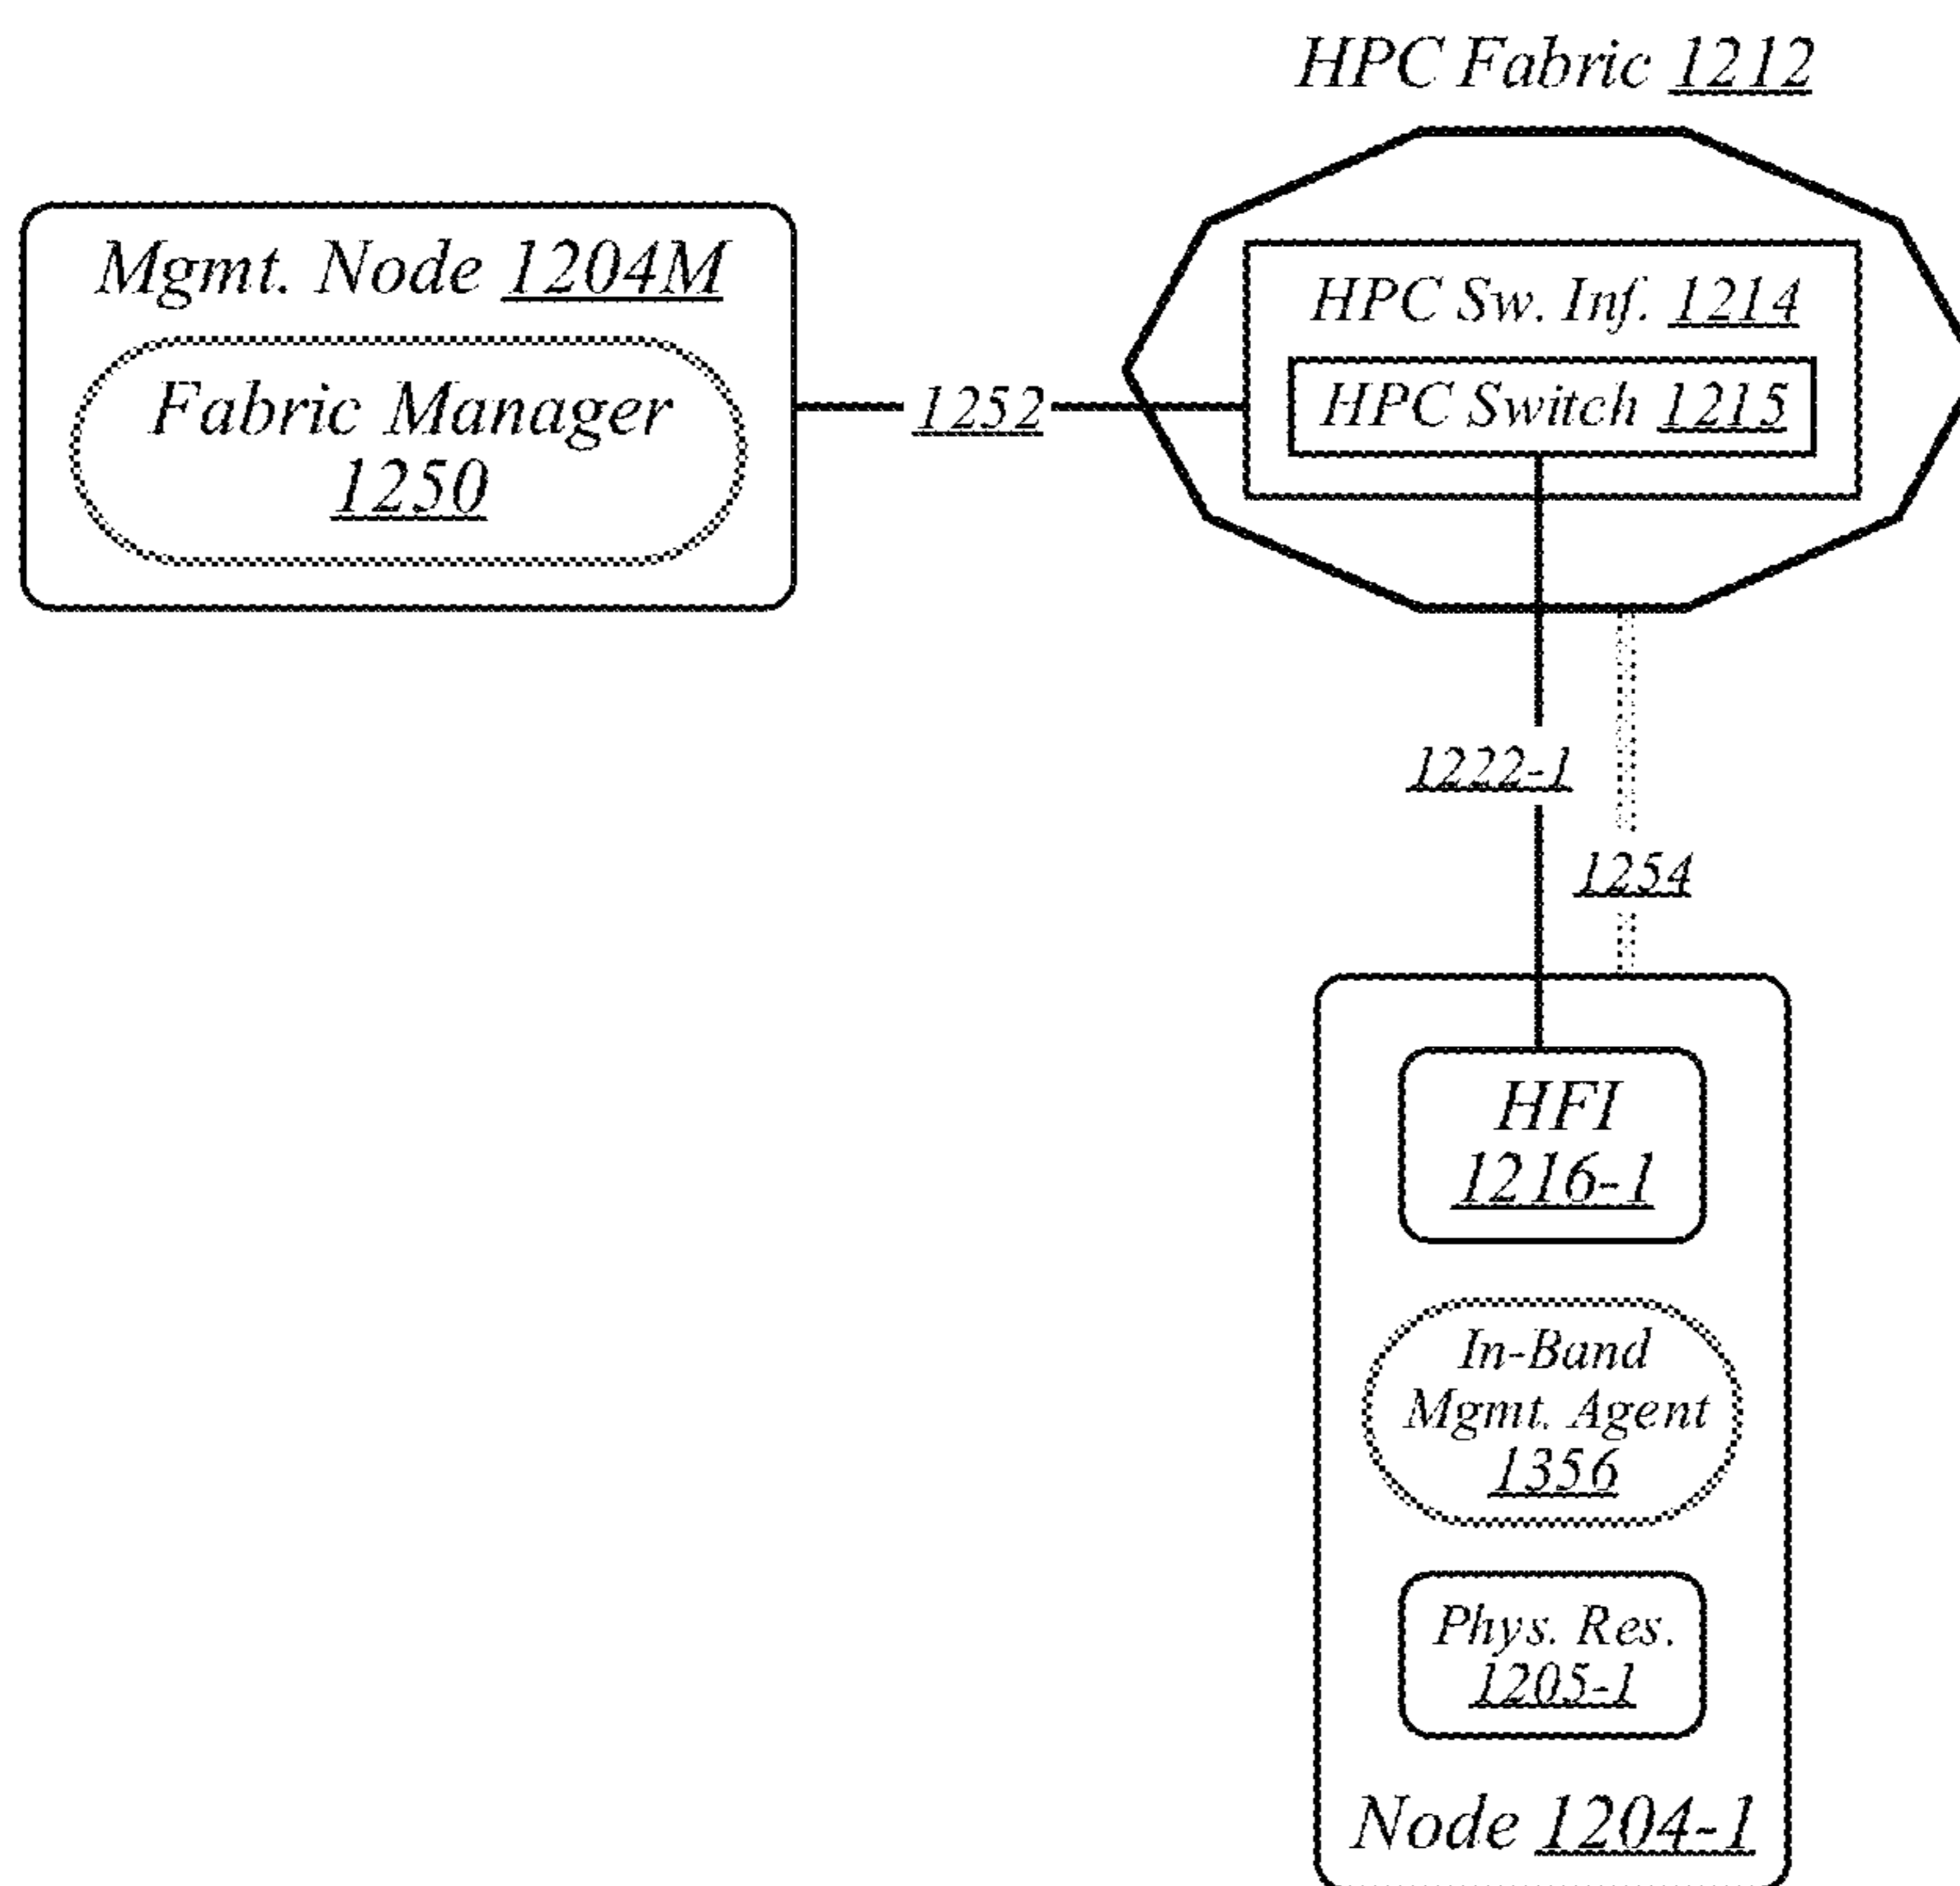 HPC Fabric 1212
Mgmt. Node 1204M
Fabric Manager
1250
1252
HPC Sw. Inf. 1214
HPC Switch 1215
1222-1
1254
HFI
1216-1
In-Band
Mgmt. Agent
1356
Phys. Res.
1205-1
Node 1204-1